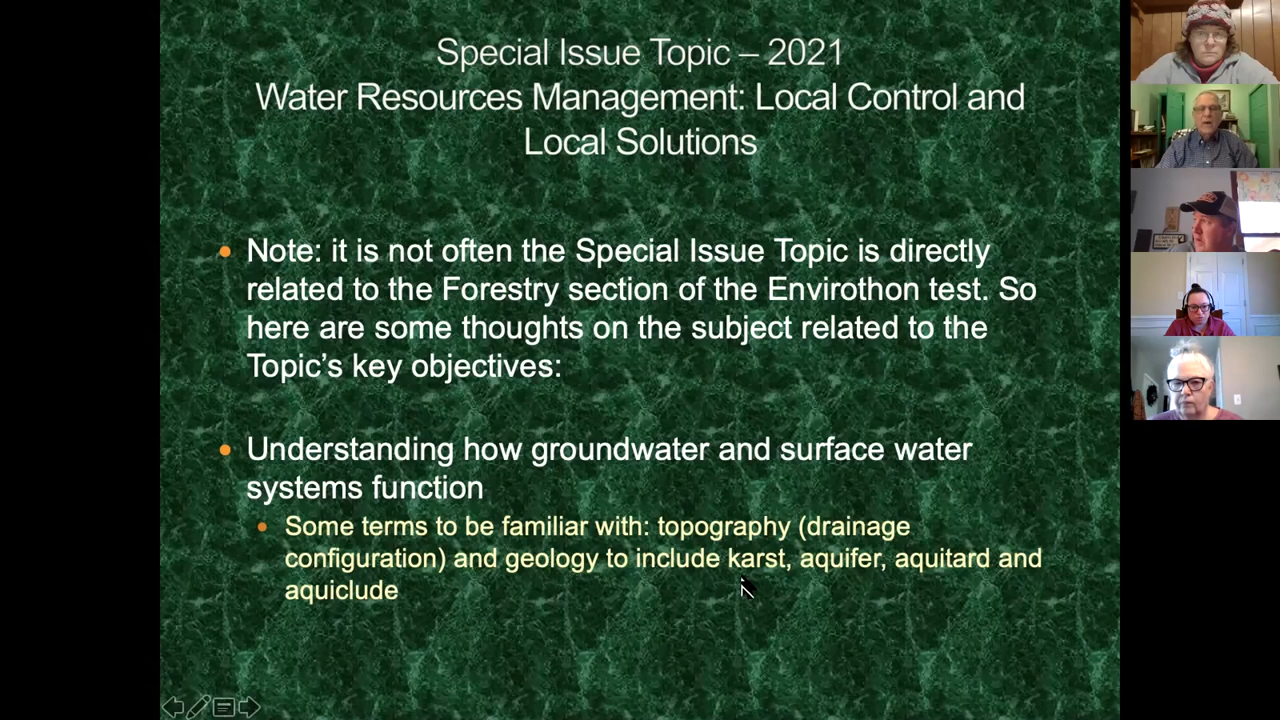 Special Issue Topic – 2021
Water Resources Management: Local Control and
Local Solutions
Note: it is not often the Special Issue Topic is directly
related to the Forestry section of the Envirothon test. So
here are some thoughts on the subject related to the
Topic’s key objectives:
Understanding how groundwater and surface water
systems function
Some terms to be familiar with: topography (drainage
configuration) and geology to include karst, aquifer, aquitard and
aquiclude